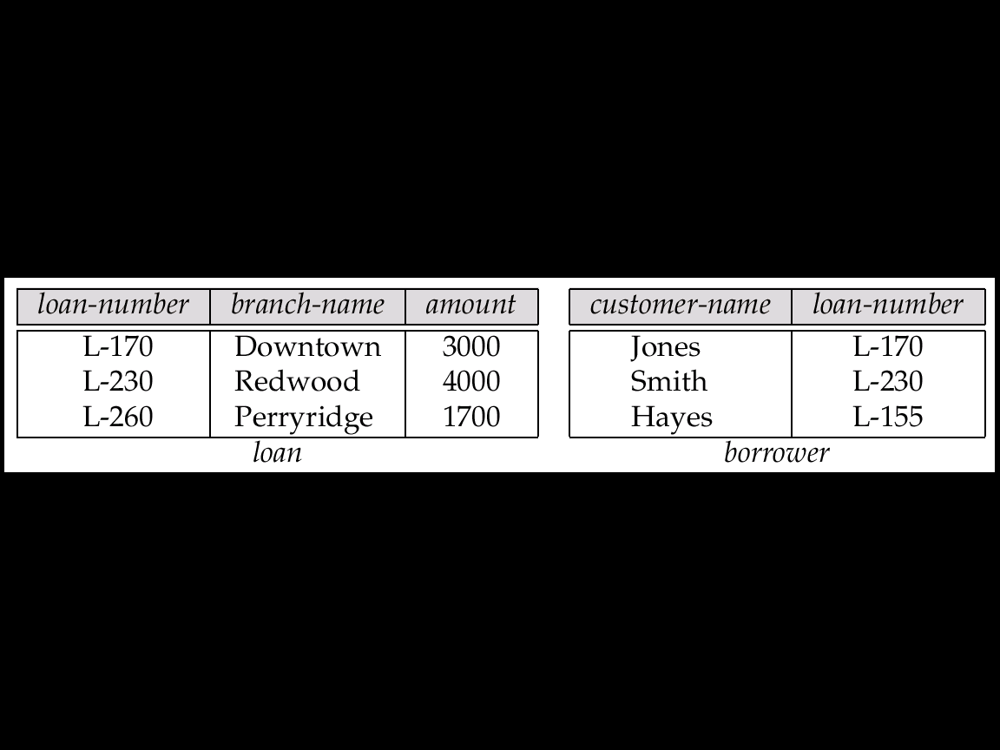 loan-number branch-name amount
L-170 Downtown 3000
L-230 Redwood 4000
L-260 Perryridge 1700
loan
customer-name loan-number
Jones L-170
Smith L-230
Hayes L-155
borrower